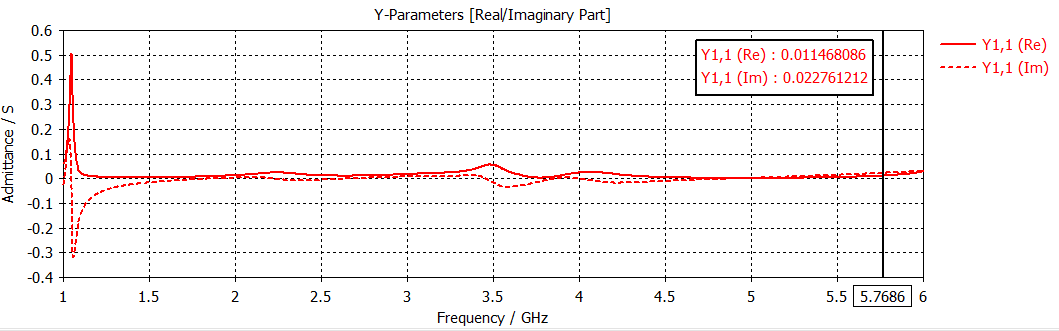 Y-Parameters [Real/Imaginary Part]
0.6
0.5
0.4
0.3
0.2
0.1
0
-0.1
-0.2
-0.3
-0.4
Admittance / S
Y1,1 (Re) : 0.011468086
Y1,1 (Im) : 0.022761212
Y1,1 (Re)
Y1,1 (Im)
1 1.5 2 2.5 3 3.5 4 4.5 5 5.5 5.7686 6
Frequency / GHz